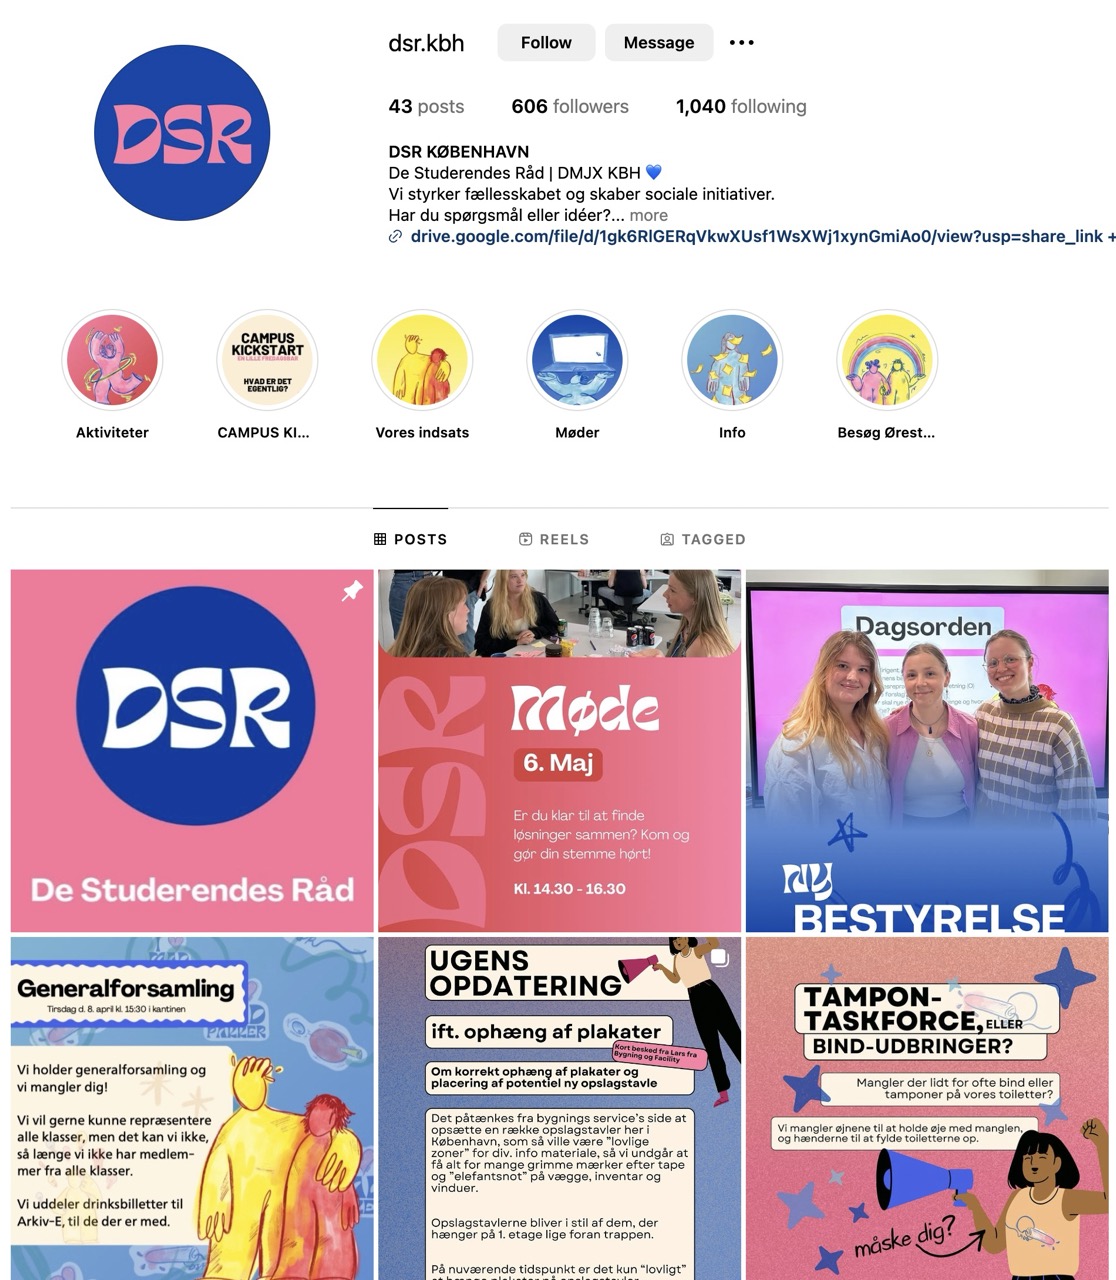 dsr.kbh
Follow
Message
43 posts
606 followers
1,040 following
DSR KØBENHAVN
De Studerendes Råd | DMJX KBH 💙
Vi styrker fællesskabet og skaber sociale initiativer.
Har du spørgsmål eller idéer?... more
drive.google.com/file/d/1gk6RlGERqVkwXUsf1WsXWj1xynGmiAo0/view?usp=share_link +
DSR
CAMPUS
KICKSTART
EN LILLE FREDAGSBAR
HVAD ER DET
EGENTLIG?
Aktiviteter
CAMPUS KI...
Vores indsats
Møder
Info
Besøg Ørest...
POSTS
REELS
TAGGED
DSR
De Studerendes Råd
DSR
Møde
6. Maj
Er du klar til at finde
løsninger sammen? Kom og
gør din stemme hørt!
Kl. 14.30 - 16.30
Dagsorden
NY
BESTYRELSE
Generalforsamling
Tirsdag d. 8. april kl. 15:30 i kantinen
Vi holder generalforsamling og
vi mangler dig!
Vi vil gerne kunne repræsentere
alle klasser, men det kan vi ikke,
så længe vi ikke har medlem-
mer fra alle klasser.
Vi uddeler drinksbilletter til
Arkiv-E, til de der er med.
UGENS
OPDATERING
ift. ophæng af plakater
Kort besked fra Lars fra
Bygning og Facility
Om korrekt ophæng af plakater og
placering af potentiel ny opslagstavle
Det påtænkes fra bygnings service's side at
opsætte en række opslagstavler her i
København, som så ville være "lovlige
zoner" for div. info materiale, så vi undgår at
få alt for mange grimme mærker efter tape
og "elefantsnot" på vægge, inventar og
vinduer.
Opslagstavlerne bliver i stil af dem, der
hænger på 1. etage lige foran trappen.
På nuværende tidspunkt er det kun "lovligt"
TAMPON-
TASKFORCE, ELLER
BIND-UDBRINGER?
Mangler der lidt for ofte bind eller
tamponer på vores toiletter?
Vi mangler øjnene til at holde øje med manglen,
og hænderne til at fylde toiletterne op.
måske dig?